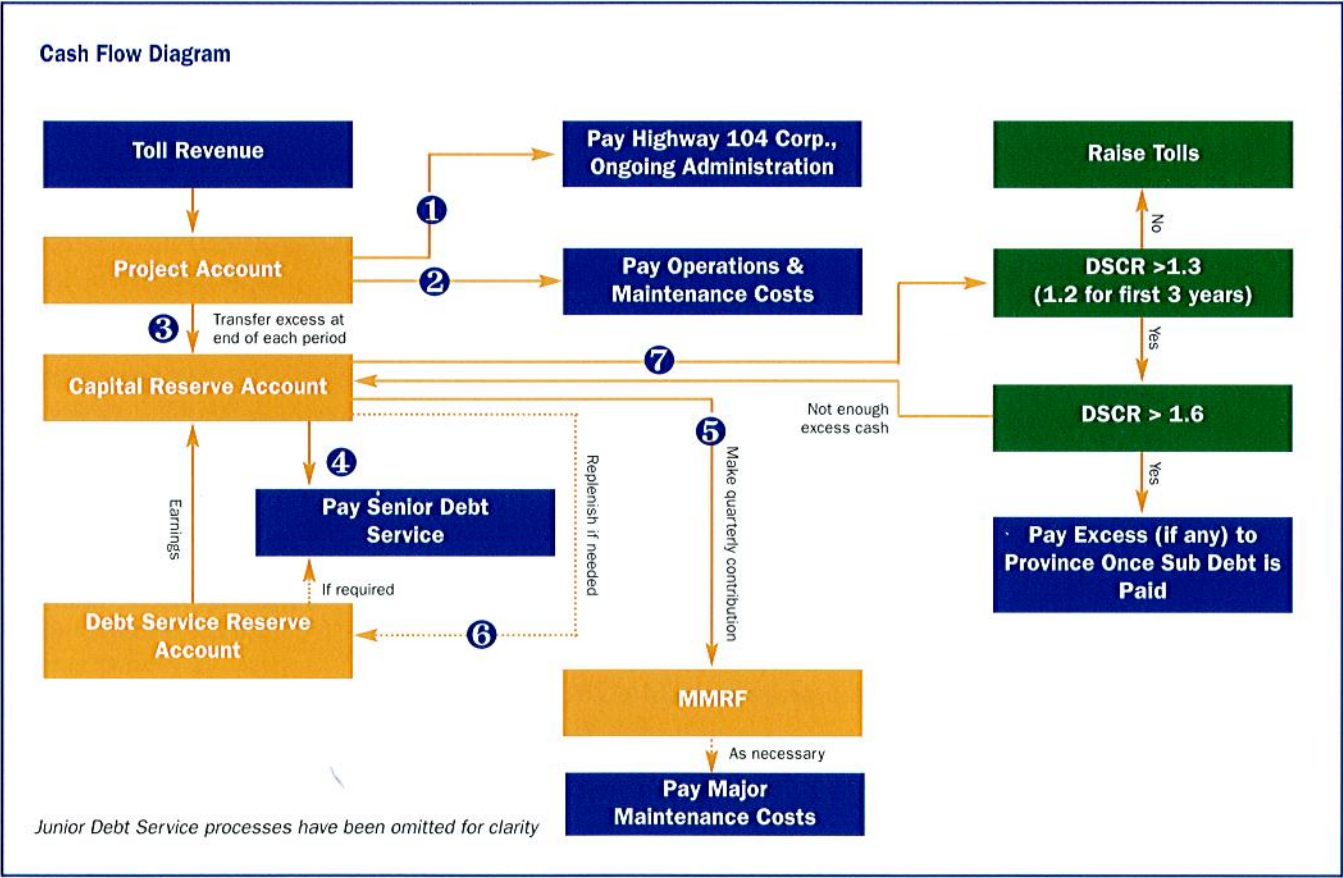 Cash Flow Diagram
Toll Revenue
Pay Highway 104 Corp.,
Ongoing Administration
Raise Tolls
1
No
Project Account
2
Pay Operations &
Maintenance Costs
DSCR >1.3
(1.2 for first 3 years)
3
Transfer excess at
end of each period
Yes
7
Capital Reserve Account
Not enough
excess cash
DSCR > 1.6
5
4
Make quarterly contribution
Replenish if needed
Yes
Earnings
Pay Senior Debt
Service
Pay Excess (if any) to
Province Once Sub Debt is
Paid
If required
Debt Service Reserve
Account
6
MMRF
As necessary
Pay Major
Maintenance Costs
Junior Debt Service processes have been omitted for clarity